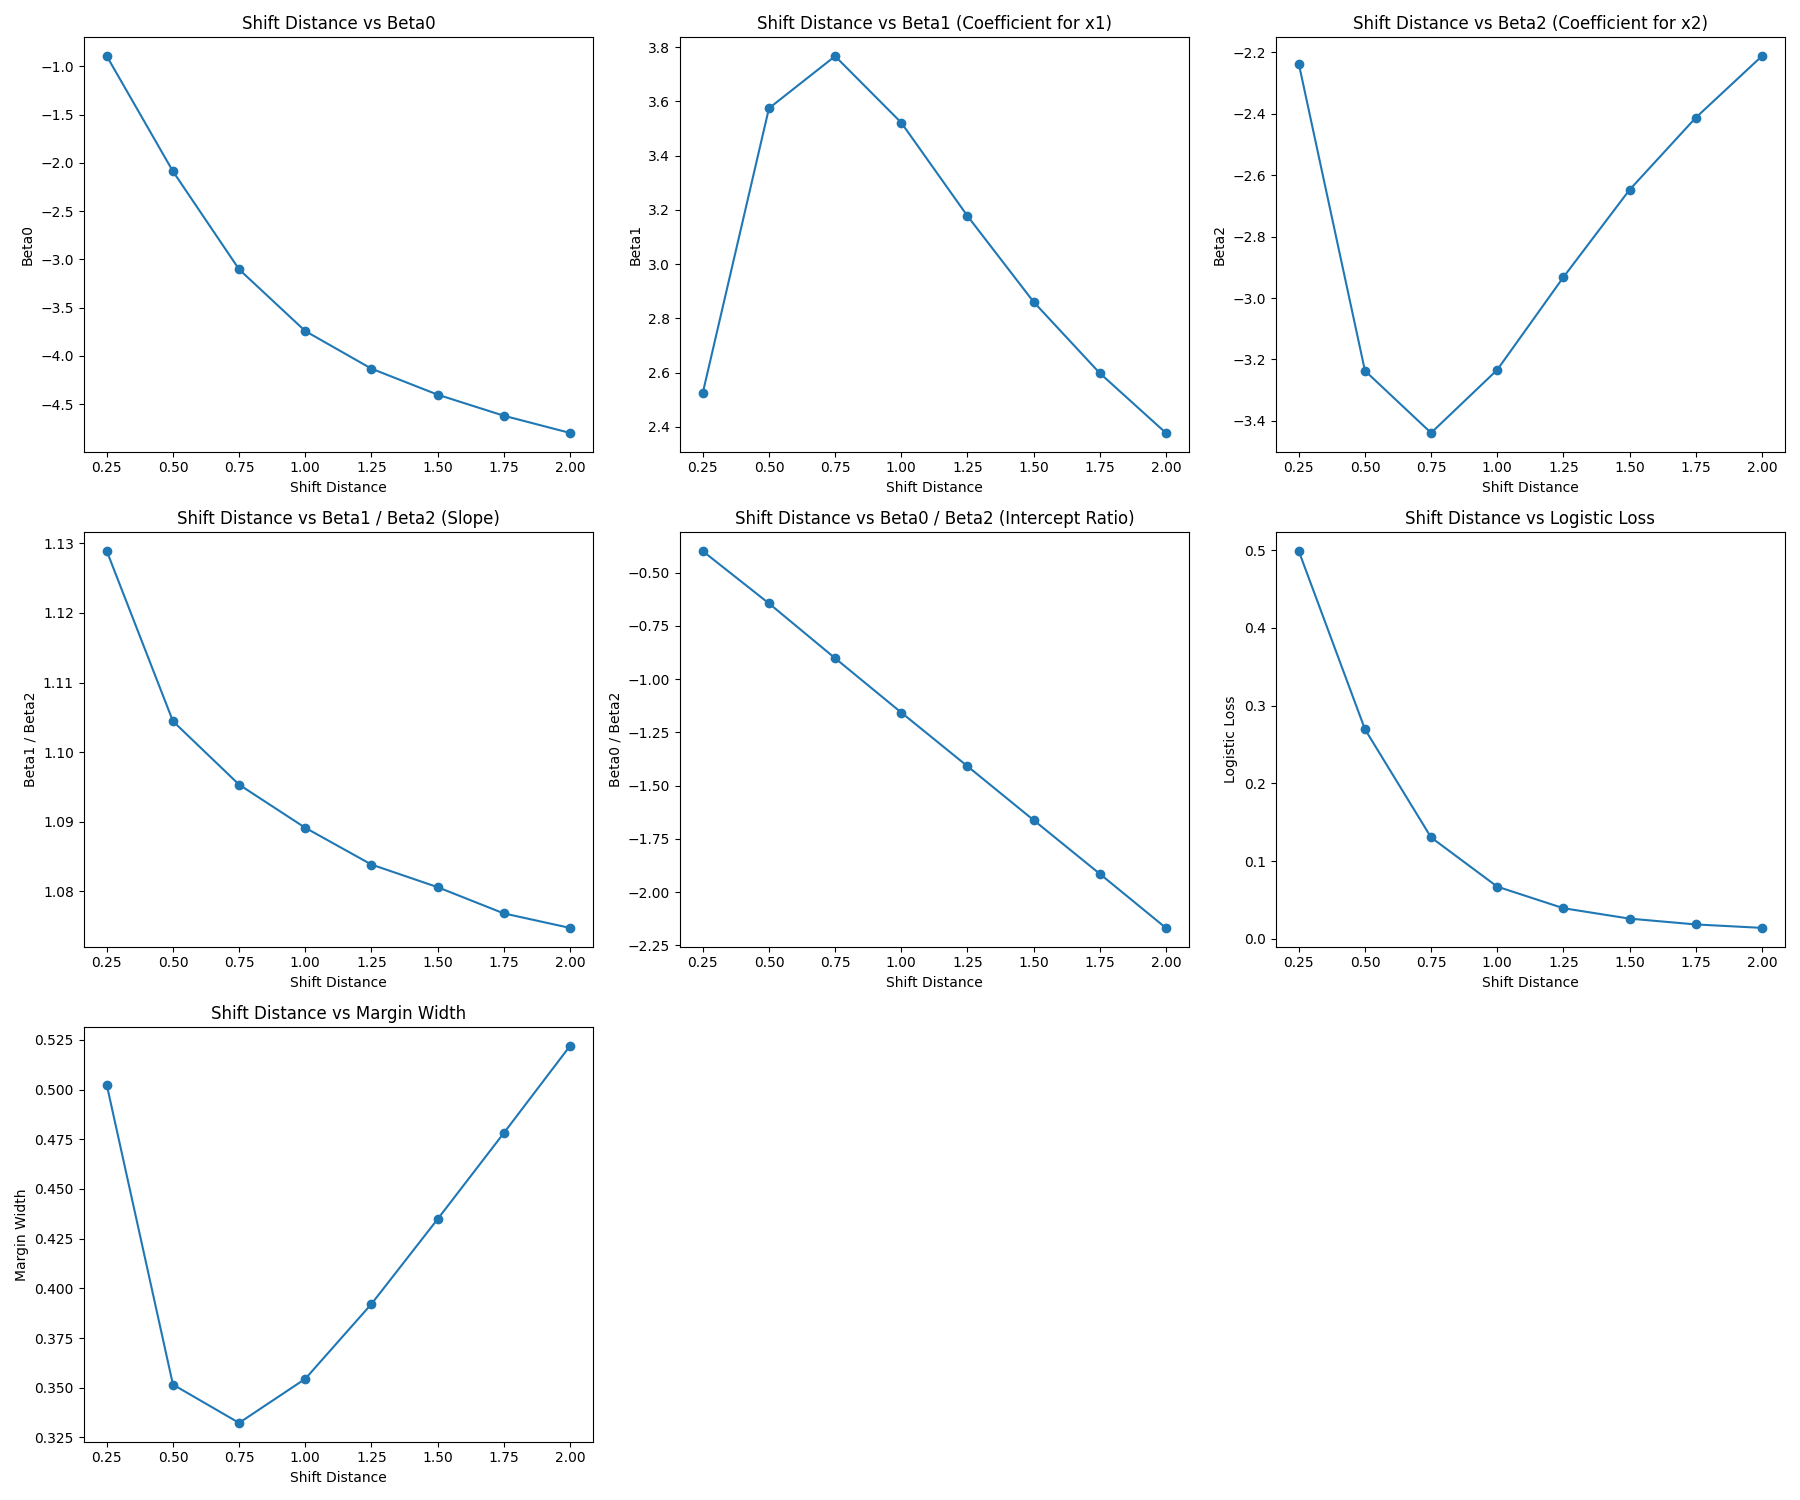 Shift Distance vs Beta0
Beta0
−1.0
−1.5
−2.0
−2.5
−3.0
−3.5
−4.0
−4.5
0.25 0.50 0.75 1.00 1.25 1.50 1.75 2.00
Shift Distance
Shift Distance vs Beta1 (Coefficient for x1)
Beta1
3.8
3.6
3.4
3.2
3.0
2.8
2.6
2.4
0.25 0.50 0.75 1.00 1.25 1.50 1.75 2.00
Shift Distance
Shift Distance vs Beta2 (Coefficient for x2)
Beta2
−2.2
−2.4
−2.6
−2.8
−3.0
−3.2
−3.4
0.25 0.50 0.75 1.00 1.25 1.50 1.75 2.00
Shift Distance
Shift Distance vs Beta1 / Beta2 (Slope)
Beta1 / Beta2
1.13
1.12
1.11
1.10
1.09
1.08
0.25 0.50 0.75 1.00 1.25 1.50 1.75 2.00
Shift Distance
Shift Distance vs Beta0 / Beta2 (Intercept Ratio)
Beta0 / Beta2
−0.50
−0.75
−1.00
−1.25
−1.50
−1.75
−2.00
−2.25
0.25 0.50 0.75 1.00 1.25 1.50 1.75 2.00
Shift Distance
Shift Distance vs Logistic Loss
Logistic Loss
0.5
0.4
0.3
0.2
0.1
0.0
0.25 0.50 0.75 1.00 1.25 1.50 1.75 2.00
Shift Distance
Shift Distance vs Margin Width
Margin Width
0.525
0.500
0.475
0.450
0.425
0.400
0.375
0.350
0.325
0.25 0.50 0.75 1.00 1.25 1.50 1.75 2.00
Shift Distance